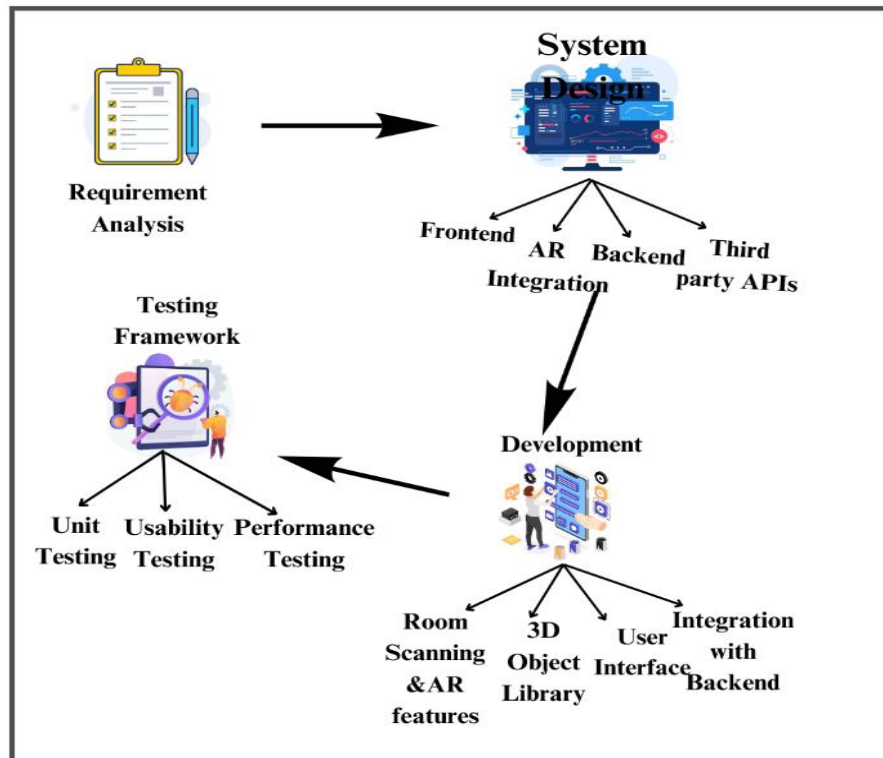 System
Design
Requirement
Analysis
Frontend
AR
Integration
Backend
Third
party APIs
Testing
Framework
Development
Unit
Testing
Usability
Testing
Performance
Testing
Room
Scanning
&AR
features
3D
Object
Library
User
Interface
Integration
with
Backend